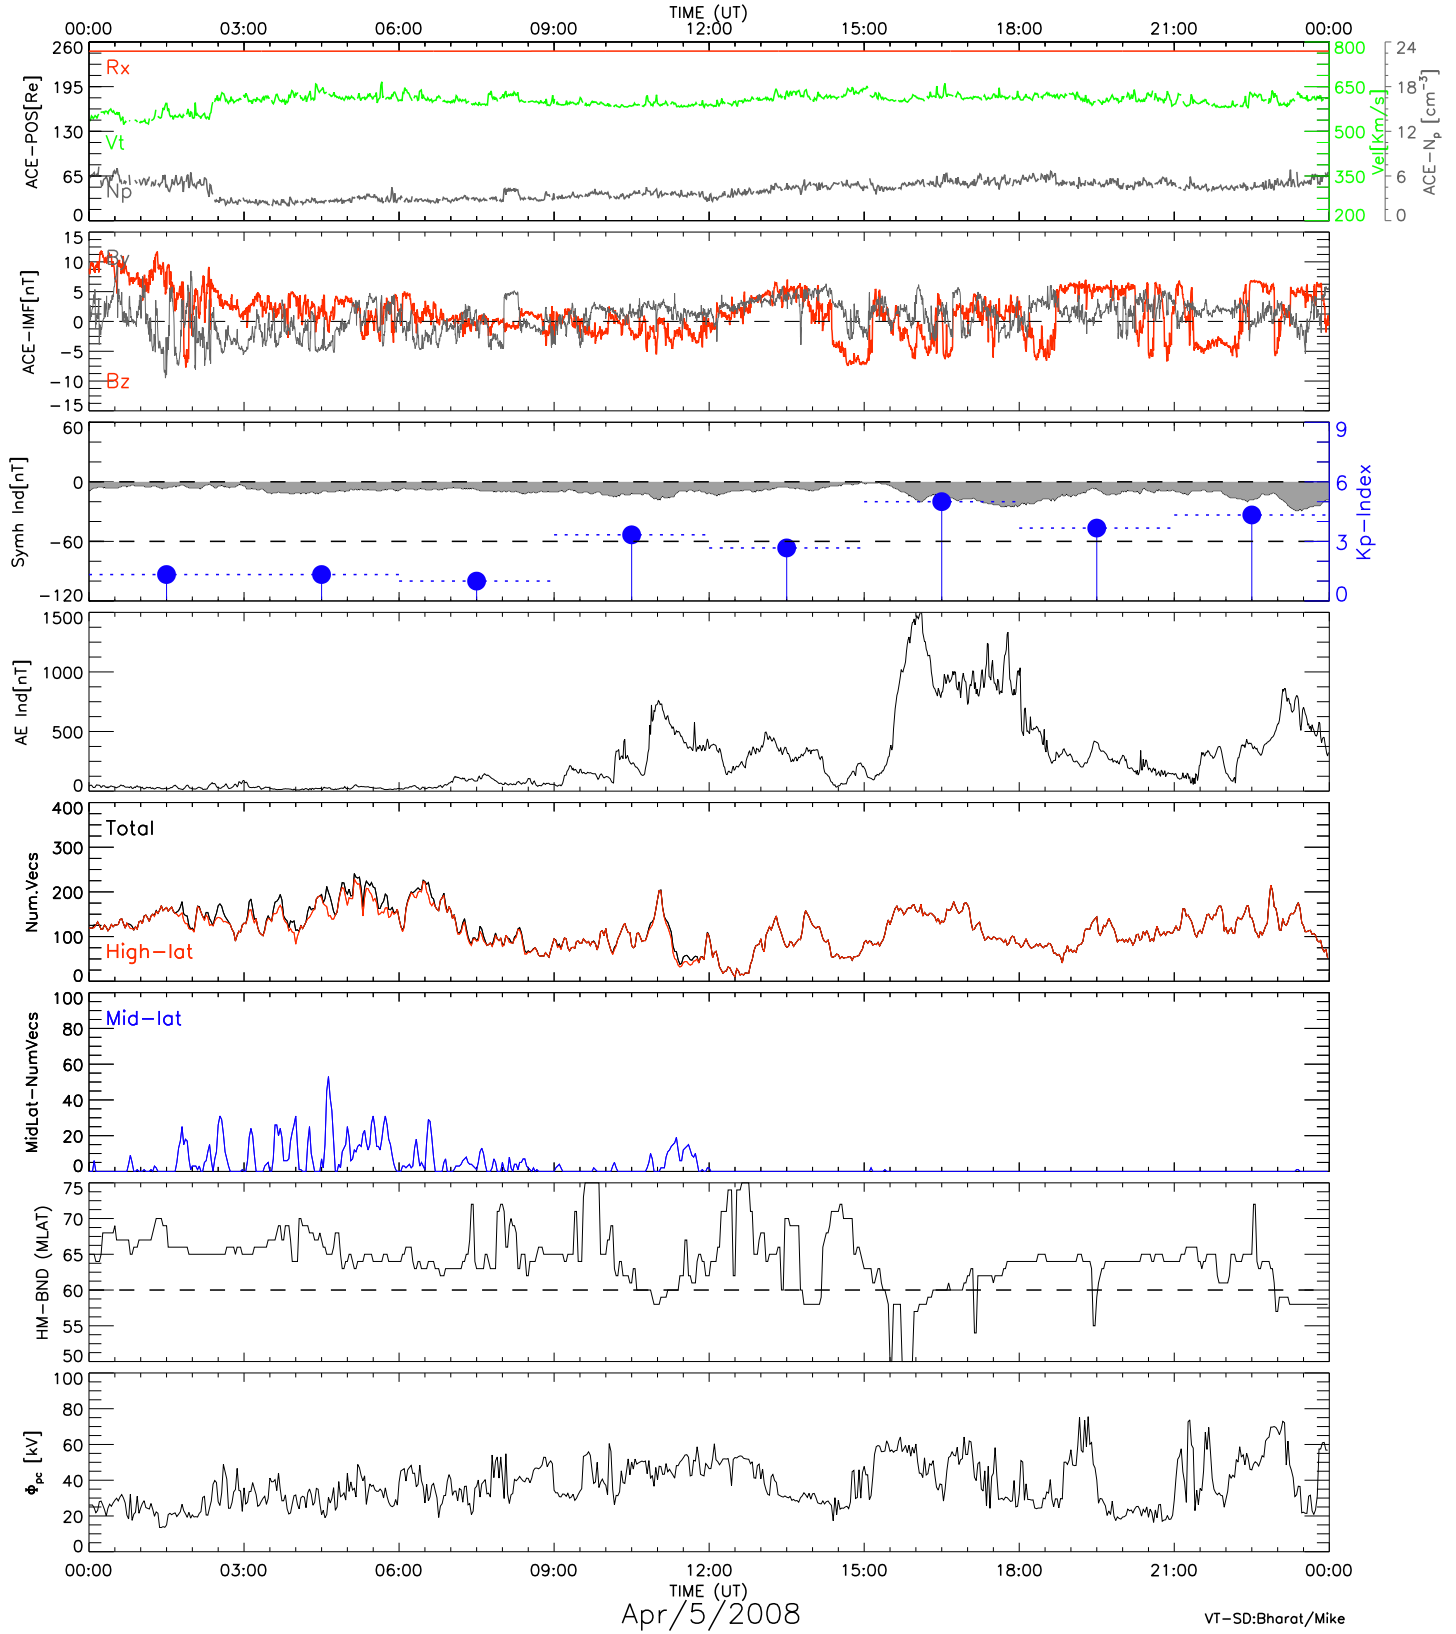 TIME (UT)
00:00 03:00 06:00 09:00 12:00 15:00 18:00 21:00 00:00
260 195 130 65 0
ACE-POS[Re]
Rx
Vt
Np
800 650 500 350 200
Vel[Km/s]
24 18 12 6 0
ACE-Np [cm-3]
15 10 5 0 -5 -10 -15
ACE-IMF[nT]
By
Bz
60 0 -60 -120
Symh Ind[nT]
9 6 3 0
Kp-Index
1500 1000 500 0
AE Ind[nT]
400 300 200 100 0
Num.Vecs
Total
High-lat
100 80 60 40 20 0
MidLat-NumVecs
Mid-lat
75 70 65 60 55 50
HM-BND (MLAT)
100 80 60 40 20 0
Φpc [kV]
00:00 03:00 06:00 09:00 12:00 15:00 18:00 21:00 00:00
TIME (UT)
Apr/5/2008
VT-SD:Bharat/Mike